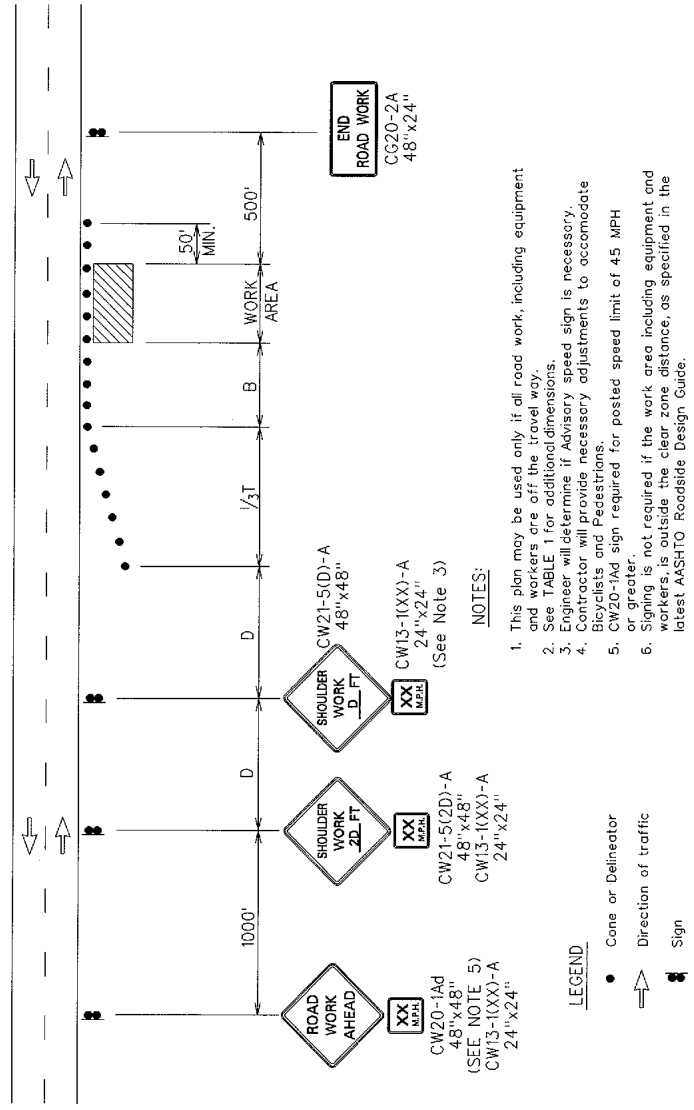 1000'
D
D
1/3T
B
WORK
AREA
50'
MIN.
500'
ROAD
WORK
AHEAD
XX
M.P.H.
CW20-1Ad
48"x48"
(SEE NOTE 5)
CW13-1(XX)-A
24"x24"
SHOULDER
WORK
2D FT
XX
M.P.H.
CW21-5(2D)-A
48"x48"
CW13-1(XX)-A
24"x24"
SHOULDER
WORK
D FT
XX
M.P.H.
CW21-5(D)-A
48"x48"
CW13-1(XX)-A
24"x24"
(See Note 3)
END
ROAD WORK
CG20-2A
48"x24"
NOTES:
1. This plan may be used only if all road work, including equipment
and workers are off the travel way.
2. See TABLE 1 for additional dimensions.
3. Engineer will determine if Advisory speed sign is necessary.
4. Contractor will provide necessary adjustments to accomodate
Bicyclists and Pedestrians.
5. CW20-1Ad sign required for posted speed limit of 45 MPH
or greater.
6. Signing is not required if the work area including equipment and
workers, is outside the clear zone distance, as specified in the
latest AASHTO Roadside Design Guide.
LEGEND
Cone or Delineator
Direction of traffic
Sign